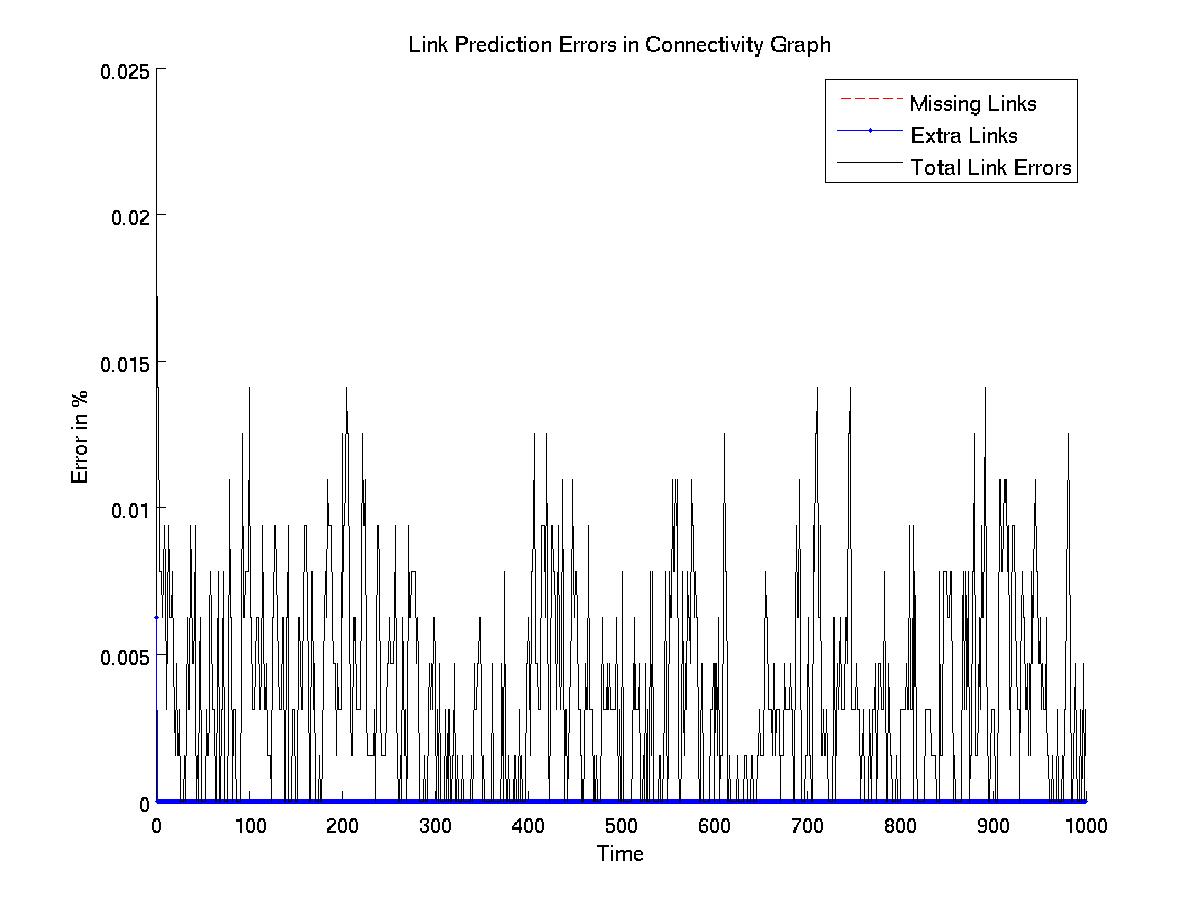 Link Prediction Errors in Connectivity Graph
0.025
0.02
0.015
0.01
0.005
0
Error in %
Missing Links
Extra Links
Total Link Errors
0 100 200 300 400 500 600 700 800 900 1000
Time